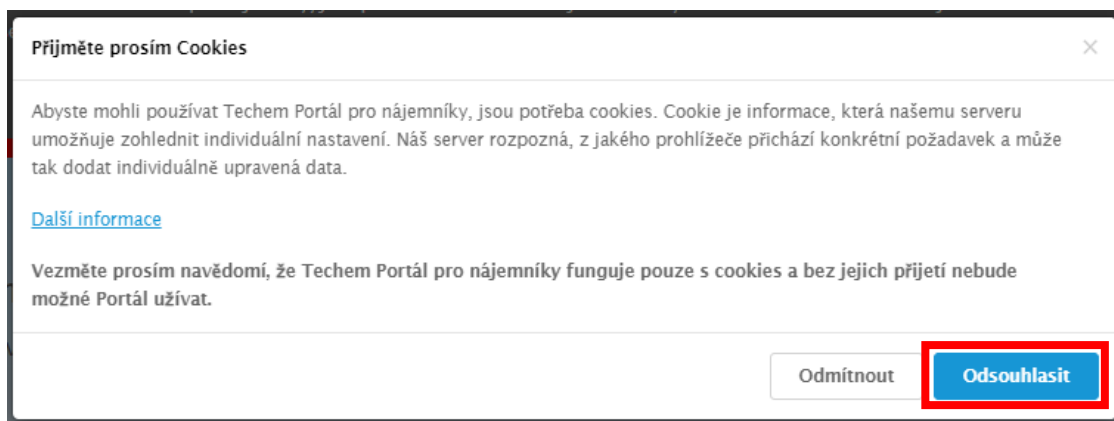 Přijměte prosím Cookies
Abyste mohli používat Techem Portál pro nájemníky, jsou potřeba cookies. Cookie je informace, která našemu serveru
umožňuje zohlednit individuální nastavení. Náš server rozpozná, z jakého prohlížeče přichází konkrétní požadavek a může
tak dodat individuálně upravená data.
Další informace
Vezměte prosím navědomí, že Techem Portál pro nájemníky funguje pouze s cookies a bez jejich přijetí nebude
možné Portál užívat.
Odmítnout
Odsouhlasit